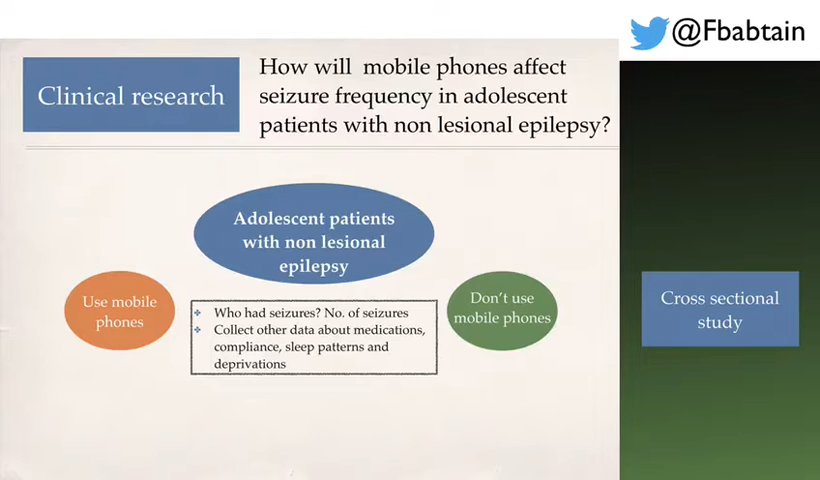 @Fbabtain
Clinical research
How will mobile phones affect
seizure frequency in adolescent
patients with non lesional epilepsy?
Adolescent patients
with non lesional
epilepsy
Use mobile
phones
Who had seizures? No. of seizures
Collect other data about medications,
compliance, sleep patterns and
deprivations
Don't use
mobile phones
Cross sectional
study